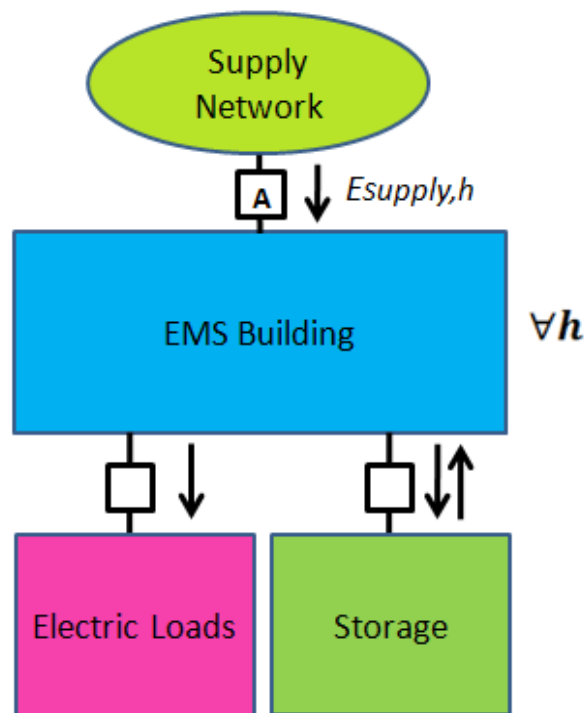 Supply
Network
A
Esupply,h
EMS Building
∀h
Electric Loads
Storage